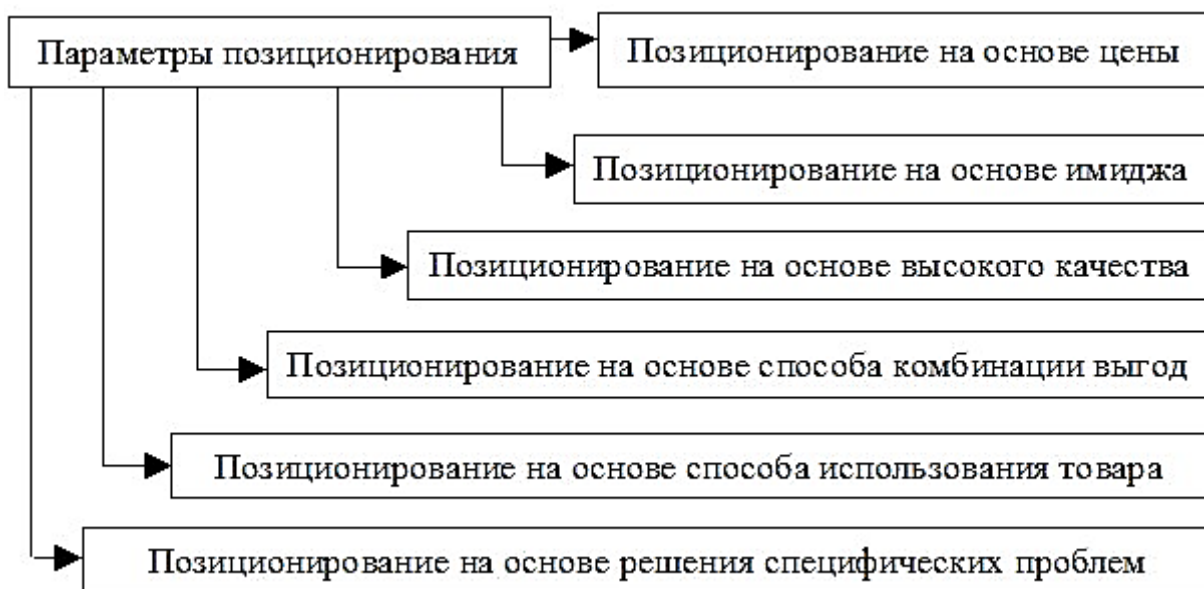 Параметры позиционирования
Позиционирование на основе цены
Позиционирование на основе имиджа
Позиционирование на основе высокого качества
Позиционирование на основе способа комбинации выгод
Позиционирование на основе способа использования товара
Позиционирование на основе решения специфических проблем